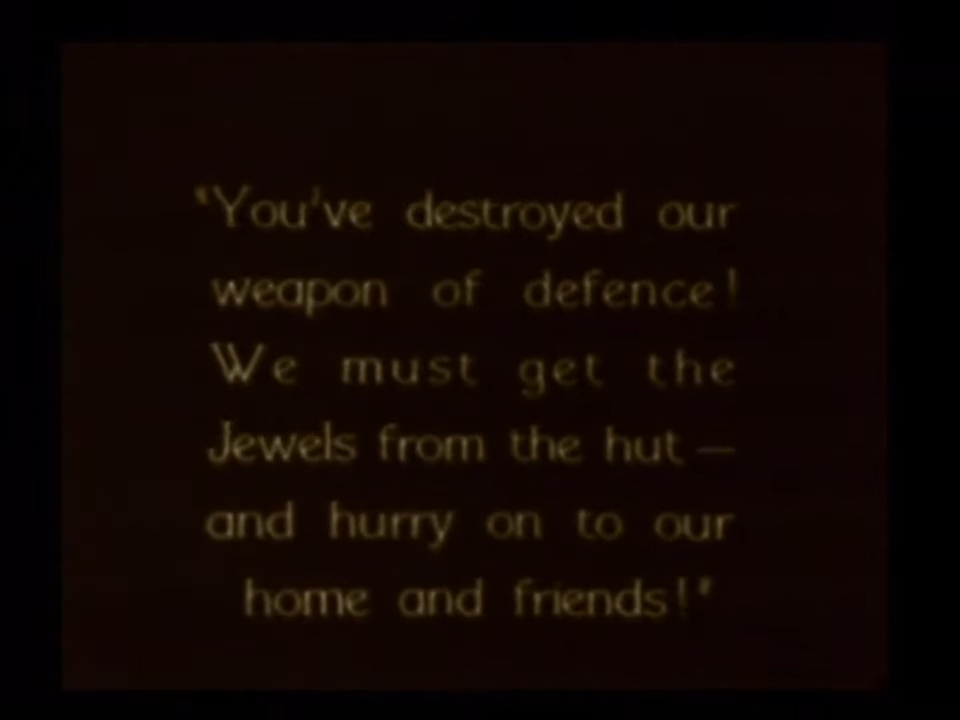 "You've destroyed our
weapon of defence!
We must get the
Jewels from the hut —
and hurry on to our
home and friends!"